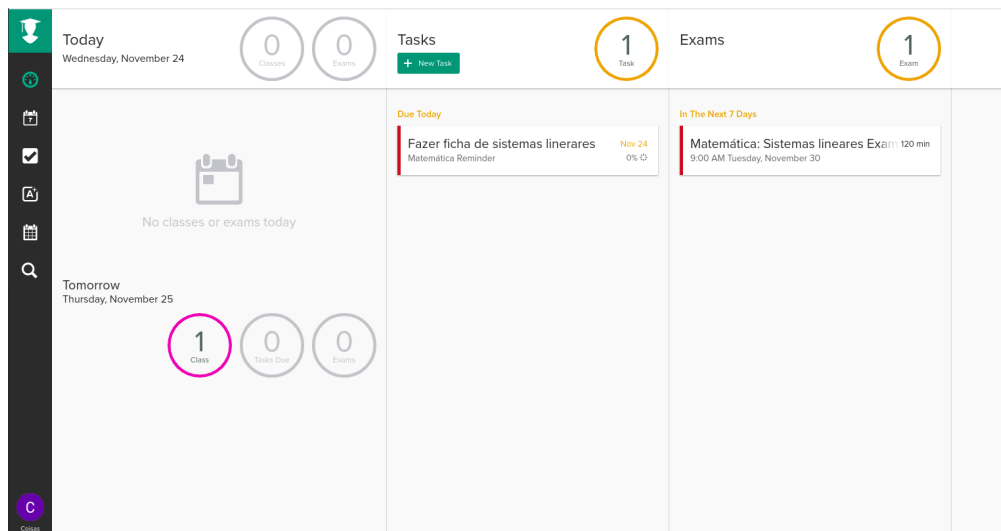 Today
Wednesday, November 24
0
Classes
0
Exams
Tasks
+ New Task
1
Task
Exams
1
Exam
7
A+
No classes or exams today
Tomorrow
Thursday, November 25
1
Class
0
Tasks Due
0
Exams
Due Today
Fazer ficha de sistemas linerares
Nov 24
Matemática Reminder
0%
In The Next 7 Days
Matemática: Sistemas lineares Exam
120 min
9:00 AM Tuesday, November 30
C
Coisas